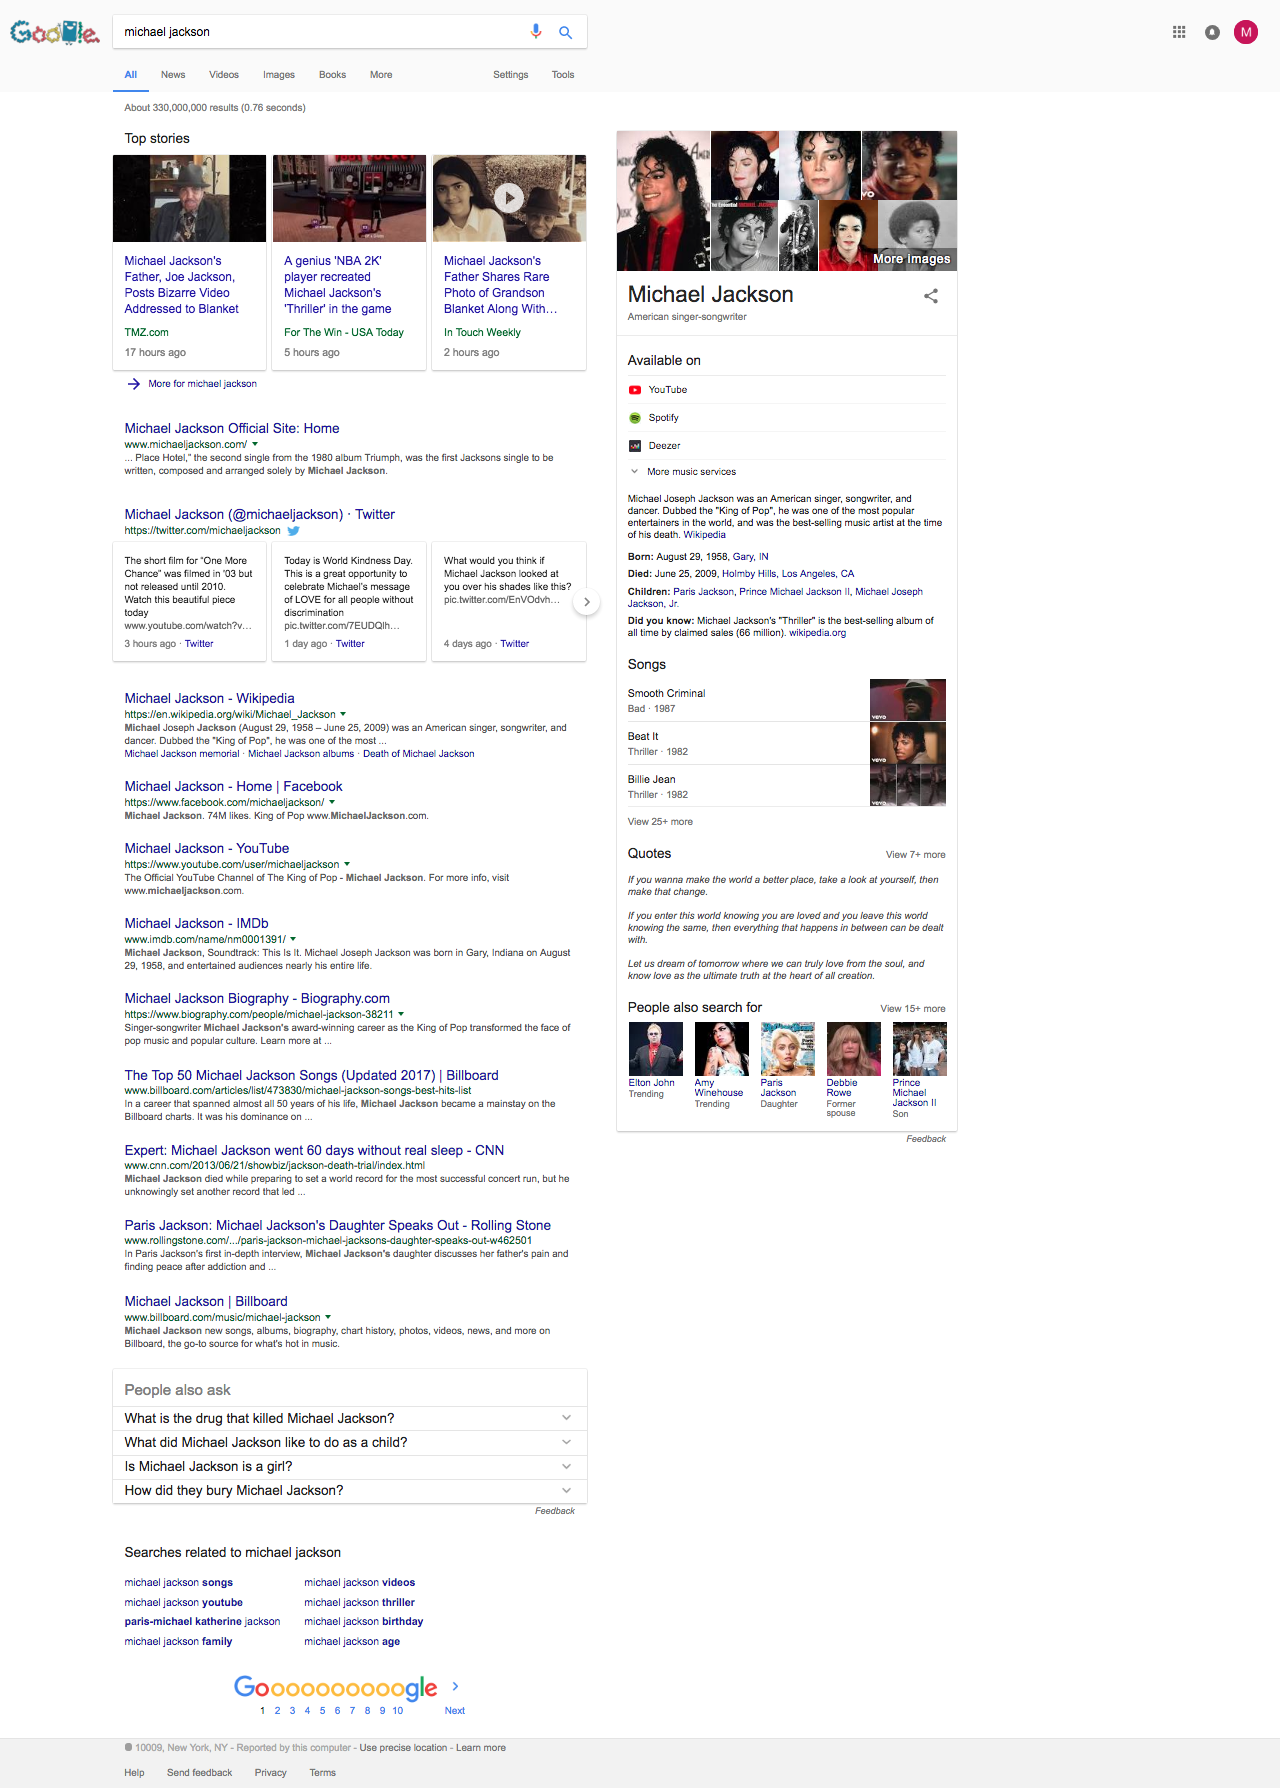 michael jackson
M
All News Videos Images Books More Settings Tools
About 330,000,000 results (0.76 seconds)
Top stories
Michael Jackson's
Father, Joe Jackson,
Posts Bizarre Video
Addressed to Blanket
TMZ.com
17 hours ago
A genius 'NBA 2K'
player recreated
Michael Jackson's
'Thriller' in the game
For The Win - USA Today
5 hours ago
Michael Jackson's
Father Shares Rare
Photo of Grandson
Blanket Along With…
In Touch Weekly
2 hours ago
More for michael jackson
Michael Jackson Official Site: Home
www.michaeljackson.com/
... Place Hotel," the second single from the 1980 album Triumph, was the first Jacksons single to be
written, composed and arranged solely by Michael Jackson.
Michael Jackson (@michaeljackson) · Twitter
https://twitter.com/michaeljackson
The short film for "One More
Chance" was filmed in '03 but
not released until 2010.
Watch this beautiful piece
today
www.youtube.com/watch?v…
3 hours ago · Twitter
Today is World Kindness Day.
This is a great opportunity to
celebrate Michael's message
of LOVE for all people without
discrimination
pic.twitter.com/7EUDQlh…
1 day ago · Twitter
What would you think if
Michael Jackson looked at
you over his shades like this?
pic.twitter.com/EnVOdvh…
4 days ago · Twitter
Michael Jackson - Wikipedia
https://en.wikipedia.org/wiki/Michael_Jackson
Michael Joseph Jackson (August 29, 1958 – June 25, 2009) was an American singer, songwriter, and
dancer. Dubbed the "King of Pop", he was one of the most ...
Michael Jackson memorial · Michael Jackson albums · Death of Michael Jackson
Michael Jackson - Home | Facebook
https://www.facebook.com/michaeljackson/
Michael Jackson. 74M likes. King of Pop www.MichaelJackson.com.
Michael Jackson - YouTube
https://www.youtube.com/user/michaeljackson
The Official YouTube Channel of The King of Pop - Michael Jackson. For more info, visit
www.michaeljackson.com.
Michael Jackson - IMDb
www.imdb.com/name/nm0001391/
Michael Jackson, Soundtrack: This Is It. Michael Joseph Jackson was born in Gary, Indiana on August
29, 1958, and entertained audiences nearly his entire life.
Michael Jackson Biography - Biography.com
https://www.biography.com/people/michael-jackson-38211
Singer-songwriter Michael Jackson's award-winning career as the King of Pop transformed the face of
pop music and popular culture. Learn more at ...
The Top 50 Michael Jackson Songs (Updated 2017) | Billboard
www.billboard.com/articles/list/473830/michael-jackson-songs-best-hits-list
In a career that spanned almost all 50 years of his life, Michael Jackson became a mainstay on the
Billboard charts. It was his dominance on ...
Expert: Michael Jackson went 60 days without real sleep - CNN
www.cnn.com/2013/06/21/showbiz/jackson-death-trial/index.html
Michael Jackson died while preparing to set a world record for the most successful concert run, but he
unknowingly set another record that led ...
Paris Jackson: Michael Jackson's Daughter Speaks Out - Rolling Stone
www.rollingstone.com/.../paris-jackson-michael-jacksons-daughter-speaks-out-w462501
In Paris Jackson's first in-depth interview, Michael Jackson's daughter discusses her father's pain and
finding peace after addiction and ...
Michael Jackson | Billboard
www.billboard.com/music/michael-jackson
Michael Jackson new songs, albums, biography, chart history, photos, videos, news, and more on
Billboard, the go-to source for what's hot in music.
People also ask
What is the drug that killed Michael Jackson?
What did Michael Jackson like to do as a child?
Is Michael Jackson is a girl?
How did they bury Michael Jackson?
Feedback
Searches related to michael jackson
michael jackson songs
michael jackson youtube
paris-michael katherine jackson
michael jackson family
michael jackson videos
michael jackson thriller
michael jackson birthday
michael jackson age
Goooooooooogle
1 2 3 4 5 6 7 8 9 10 Next
More images
Michael Jackson
American singer-songwriter
Available on
YouTube
Spotify
Deezer
More music services
Michael Joseph Jackson was an American singer, songwriter, and
dancer. Dubbed the "King of Pop", he was one of the most popular
entertainers in the world, and was the best-selling music artist at the time
of his death. Wikipedia
Born: August 29, 1958, Gary, IN
Died: June 25, 2009, Holmby Hills, Los Angeles, CA
Children: Paris Jackson, Prince Michael Jackson II, Michael Joseph
Jackson, Jr.
Did you know: Michael Jackson's "Thriller" is the best-selling album of
all time by claimed sales (66 million). wikipedia.org
Songs
Smooth Criminal
Bad · 1987
vevo
Beat It
Thriller · 1982
vevo
Billie Jean
Thriller · 1982
vevo
View 25+ more
Quotes
View 7+ more
If you wanna make the world a better place, take a look at yourself, then
make that change.
If you enter this world knowing you are loved and you leave this world
knowing the same, then everything that happens in between can be dealt
with.
Let us dream of tomorrow where we can truly love from the soul, and
know love as the ultimate truth at the heart of all creation.
People also search for
View 15+ more
Elton John
Trending
Amy
Winehouse
Trending
Paris
Jackson
Daughter
Debbie
Rowe
Former
spouse
Prince
Michael
Jackson II
Son
Feedback
10009, New York, NY - Reported by this computer - Use precise location - Learn more
Help Send feedback Privacy Terms